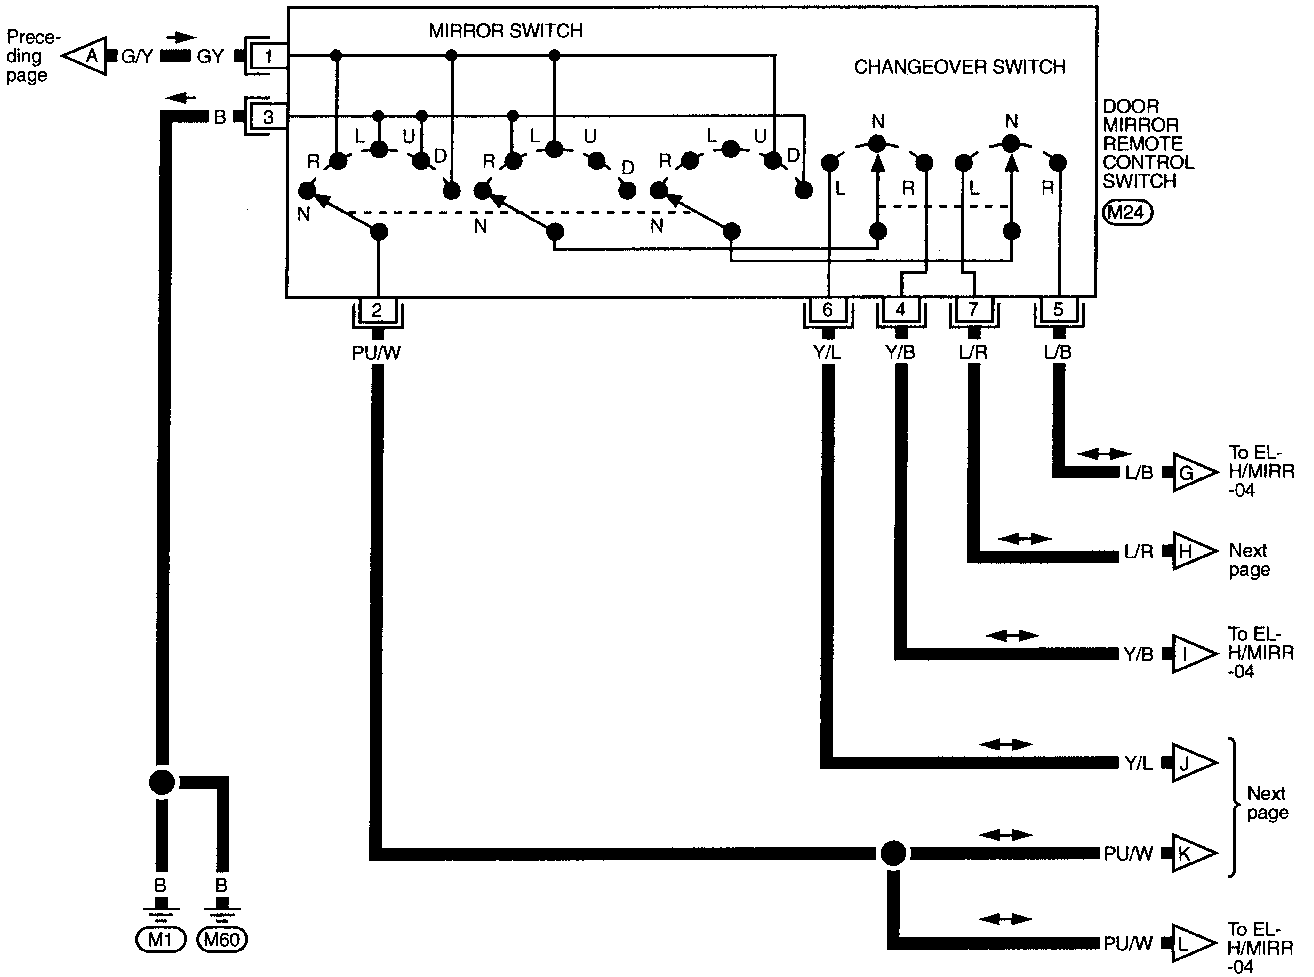 MIRROR SWITCH
CHANGEOVER SWITCH
Prece-
ding
page
A G/Y GY 1
B 3
DOOR
MIRROR
REMOTE
CONTROL
SWITCH
M24
N R L U D
N R L U D
N R L U D
L N R
L N R
2 6 4 7 5
PU/W Y/L Y/B L/R L/B
L/B G
To EL-
H/MIRR
-04
L/R H
Next
page
Y/B I
To EL-
H/MIRR
-04
Y/L J
Next
page
PU/W K
B B
M1 M60
PU/W L
To EL-
H/MIRR
-04